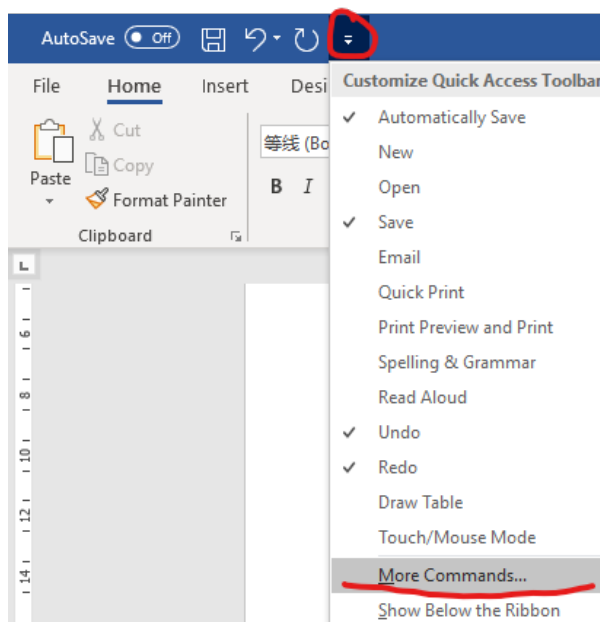 AutoSave Off
File Home Insert Desi
Customize Quick Access Toolbar
Automatically Save
New
Open
Save
Email
Quick Print
Print Preview and Print
Spelling & Grammar
Read Aloud
Undo
Redo
Draw Table
Touch/Mouse Mode
More Commands...
Show Below the Ribbon
Cut
Copy
Paste
Format Painter
Clipboard
等线 (Bo
B I
L
6
8
10
12
14